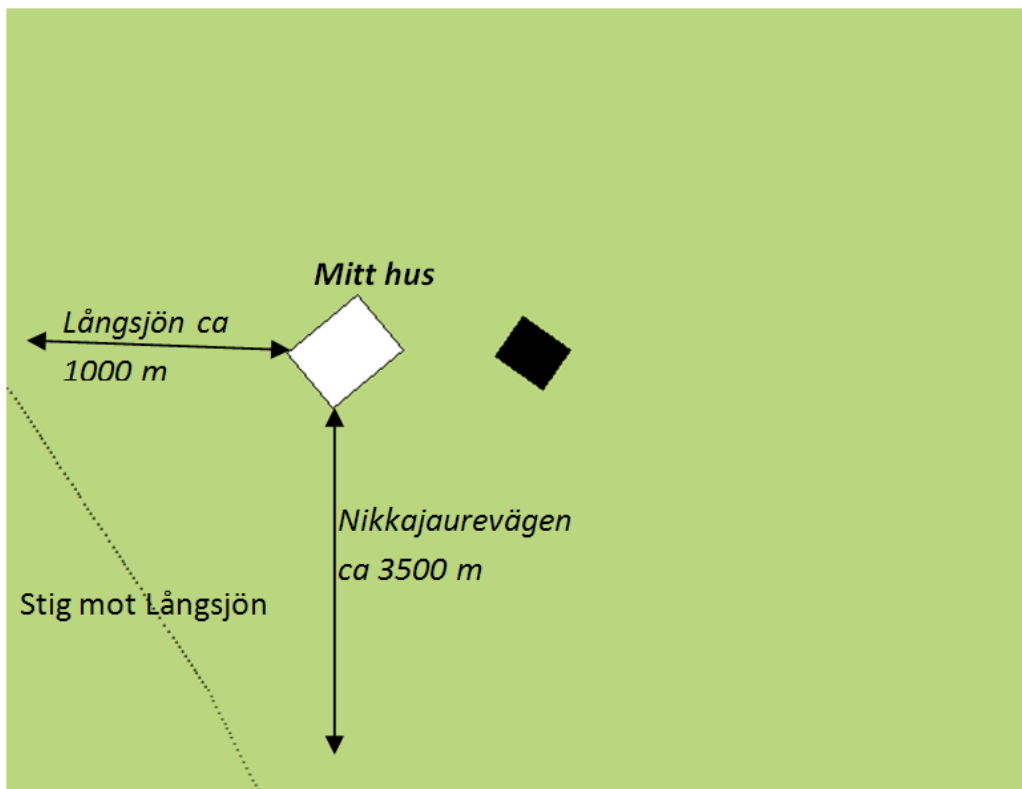 Mitt hus
Långsjön ca
1000 m
Nikkajaurevägen
ca 3500 m
Stig mot Långsjön